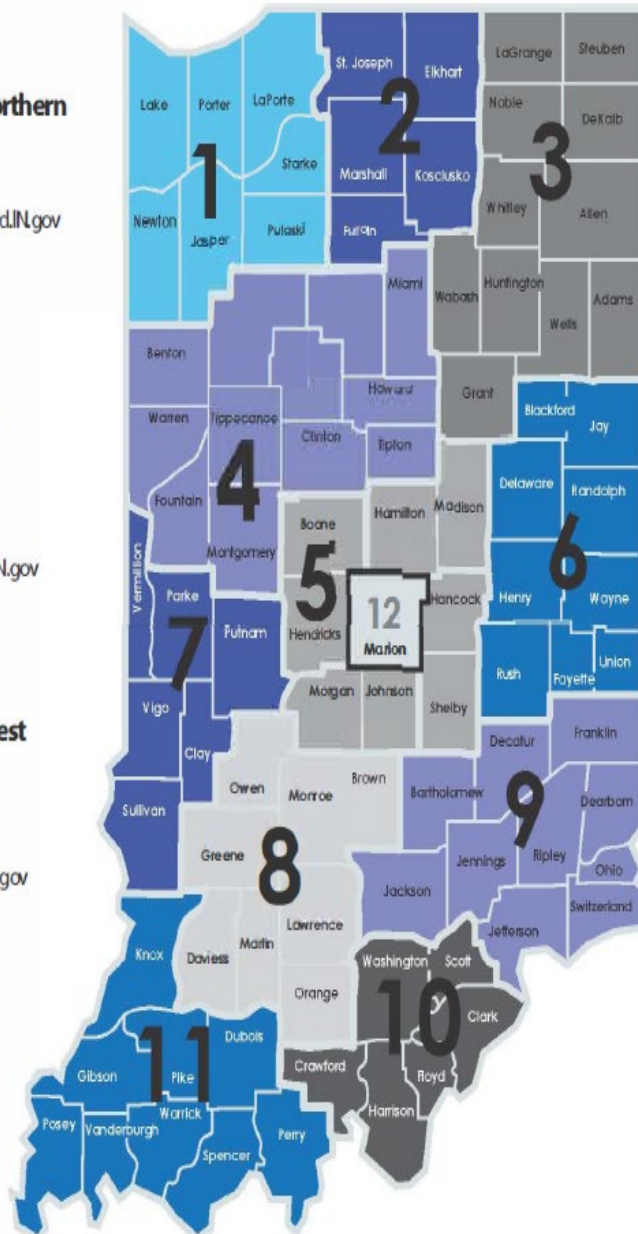 orthern
d.IN.gov
N.gov
est
gov
St. Joseph
Elkhart
LaGrange
Steuben
Lake
Porter
LaPorte
Noble
DeKalb
2
3
1
Starke
Marshall
Kosciusko
Whitley
Allen
Newton
Jasper
Pulaski
Miami
Wabash
Huntington
Wells
Adams
Benton
Howard
Grant
Blackford
Jay
Warren
Tippecanoe
Clinton
Tipton
4
Delaware
Randolph
Fountain
Montgomery
Boone
Hamilton
Madison
5
6
Vermillion
Parke
Putnam
Hendricks
12
Marion
Hancock
Henry
Wayne
7
Rush
Fayette
Union
Vigo
Clay
Morgan
Johnson
Shelby
Decatur
Franklin
Owen
Monroe
Brown
Bartholomew
Dearborn
9
Sullivan
Greene
8
Jennings
Ripley
Ohio
Jackson
Switzerland
Lawrence
Jefferson
Knox
Daviess
Martin
Washington
Scott
Orange
10
y
Clark
Dubois
Gibson
11
Pike
Crawford
Floyd
Harrison
Posey
Vanderburgh
Warrick
Spencer
Perry